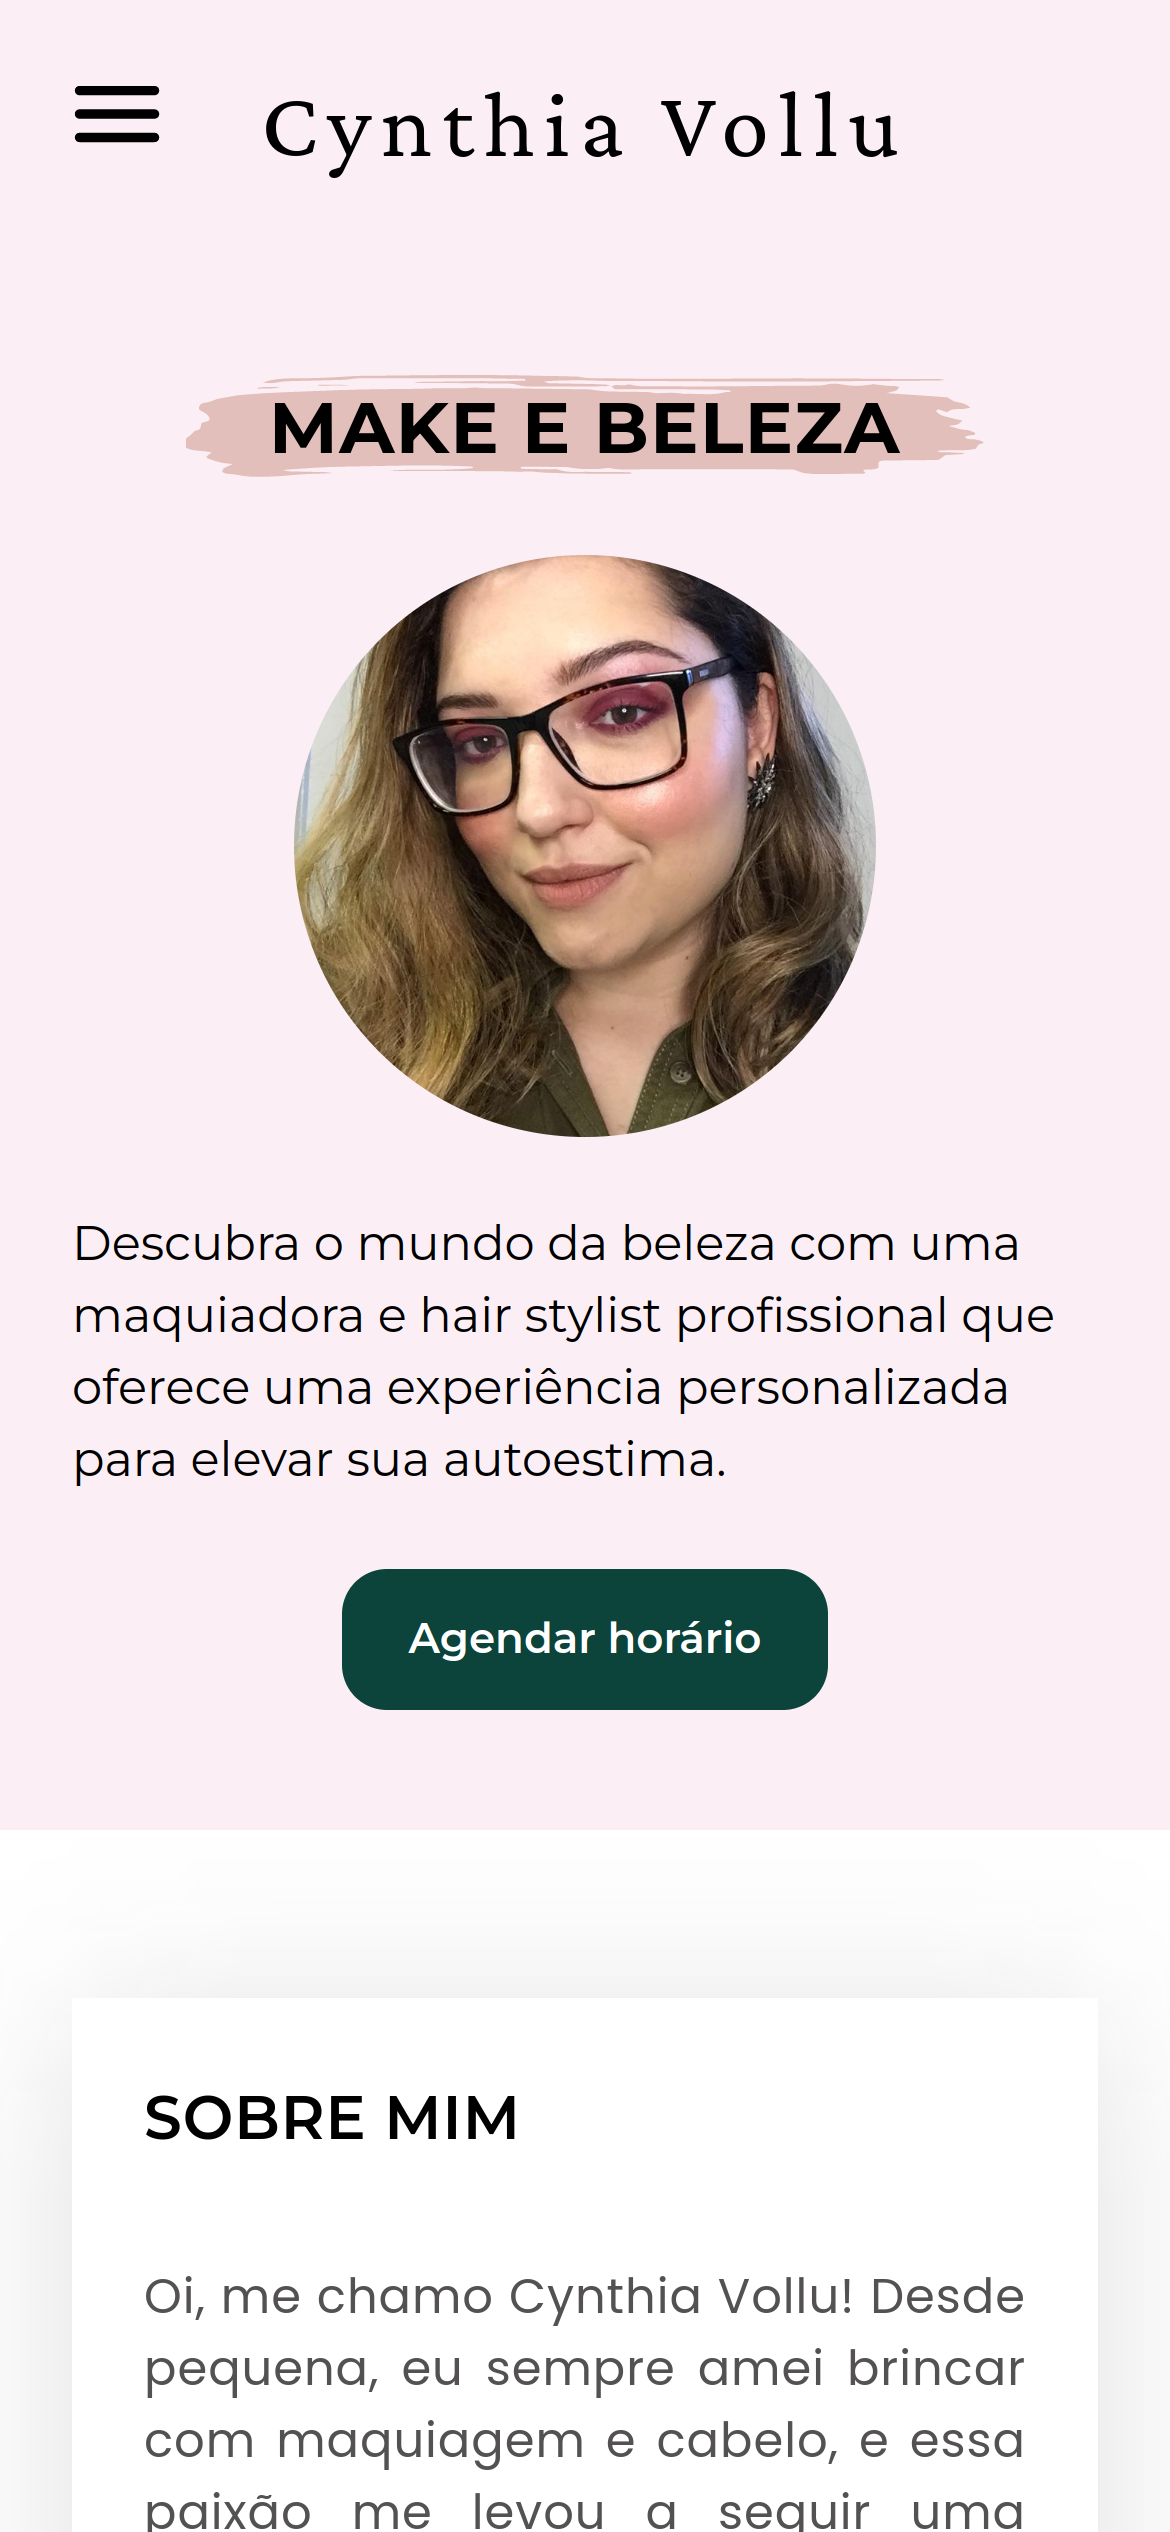 Cynthia Vollu
MAKE E BELEZA
Descubra o mundo da beleza com uma
maquiadora e hair stylist profissional que
oferece uma experiência personalizada
para elevar sua autoestima.
Agendar horário
SOBRE MIM
Oi, me chamo Cynthia Vollu! Desde
pequena, eu sempre amei brincar
com maquiagem e cabelo, e essa
paixão me levou a seguir uma